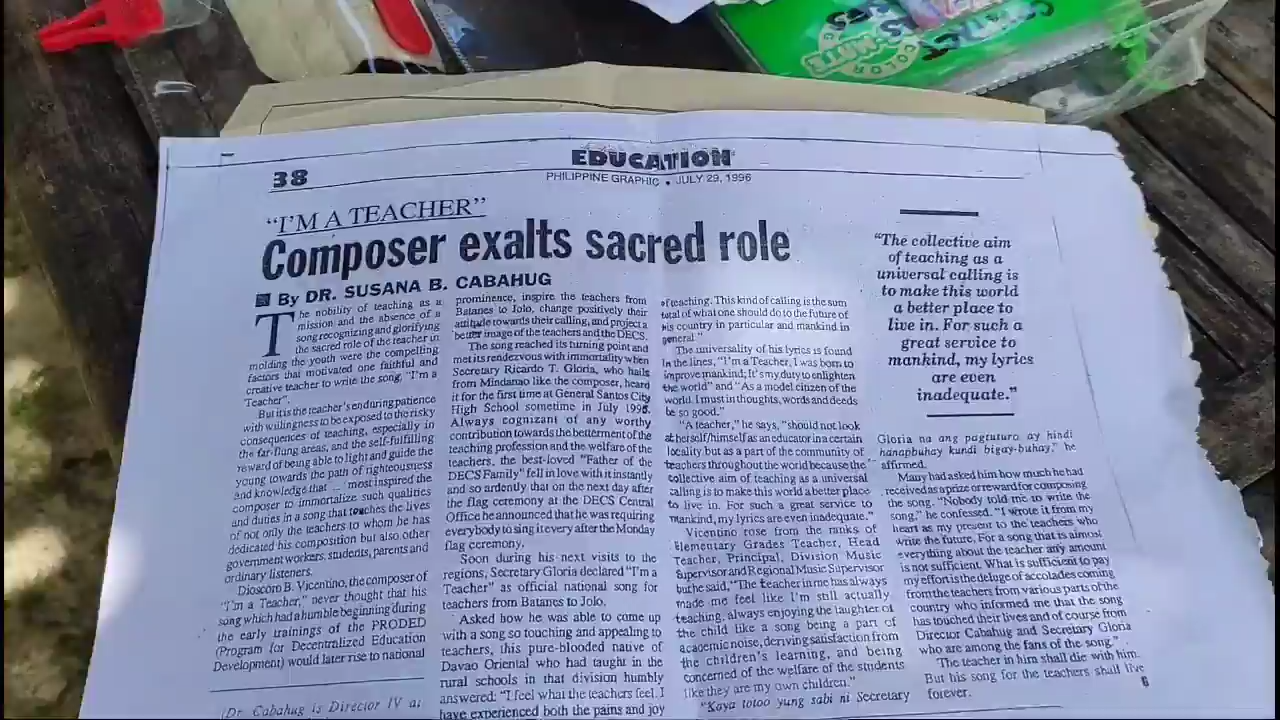 COLOR
38
EDUCATION
PHILIPPINE GRAPHIC • JULY 29, 1996
"I'M A TEACHER"
Composer exalts sacred role
By DR. SUSANA B. CABAHUG
The nobility of teaching as a
mission and the absence of a
song recognizing and glorifying
the sacred role of the teacher in
molding the youth were the compelling
factors that motivated one faithful and
creative teacher to write the song, "I'm a
Teacher".
But it is the teacher's enduring patience
with willingness to be exposed to the risky
consequences of teaching, especially in
the far-flung areas, and the self-fulfilling
reward of being able to light and guide the
young towards the path of righteousness
and knowledge that most inspired the
composer to immortalize such qualities
and duties in a song that touches the lives
of not only the teachers to whom he has
dedicated his composition but also other
government workers, students, parents and
ordinary listeners.
Dioscoro B. Vicentino, the composer of
"I'm a Teacher," never thought that his
song which had a humble beginning during
the early trainings of the PRODED
(Program for Decentralized Education
Development) would later rise to national
(Dr. Cabahug is Director IV at
prominence, inspire the teachers from
Batanes to Jolo, change positively their
attitude towards their calling, and project a
better image of the teachers and the DECS.
The song reached its turning point and
met its rendezvous with immortality when
Secretary Ricardo T. Gloria, who hails
from Mindanao like the composer, heard
it for the first time at General Santos City
High School sometime in July 1995.
Always cognizant of any worthy
contribution towards the betterment of the
teaching profession and the welfare of the
teachers, the best-loved "Father of the
DECS Family" fell in love with it instantly
and so ardently that on the next day after
the flag ceremony at the DECS Central
Office he announced that he was requiring
everybody to sing it every after the Monday
flag ceremony.
Soon during his next visits to the
regions, Secretary Gloria declared "I'm a
Teacher" as official national song for
teachers from Batanes to Jolo.
Asked how he was able to come up
with a song so touching and appealing to
teachers, this pure-blooded native of
Davao Oriental who had taught in the
rural schools in that division humbly
answered: "I feel what the teachers feel. I
have experienced both the pains and joy
of teaching. This kind of calling is the sum
total of what one should do to the future of
his country in particular and mankind in
general."
The universality of his lyrics is found
in the lines, "I'm a Teacher, I was born to
improve mankind; It's my duty to enlighten
the world" and "As a model citizen of the
world. I must in thoughts, words and deeds
be so good."
"A teacher," he says, "should not look
at herself/himself as an educator in a certain
locality but as a part of the community of
teachers throughout the world because the
collective aim of teaching as a universal
calling is to make this world a better place
to live in. For such a great service to
mankind, my lyrics are even inadequate."
Vicentino rose from the ranks of
Elementary Grades Teacher, Head
Teacher, Principal, Division Music
Supervisor and Regional Music Supervisor
but he said, "The teacher in me has always
made me feel like I'm still actually
teaching, always enjoying the laughter of
the child like a song being a part of
academic noise, deriving satisfaction from
the children's learning, and being
concerned of the welfare of the students
like they are my own children."
"Kaya totoo yung sabi ni Secretary
"The collective aim
of teaching as a
universal calling is
to make this world
a better place to
live in. For such a
great service to
mankind, my lyrics
are even
inadequate."
Gloria na ang pagtuturo ay hindi
hanapbuhay kundi bigay-buhay," he
affirmed.
Many had asked him how much he had
received as a prize or reward for composing
the song. "Nobody told me to write the
song," he confessed. "I wrote it from my
heart as my present to the teachers who
write the future. For a song that is almost
everything about the teacher any amount
is not sufficient. What is sufficient to pay
my effort is the deluge of accolades coming
from the teachers from various parts of the
country who informed me that the song
has touched their lives and of course from
Director Cabahug and Secretary Gloria
who are among the fans of the song."
The teacher in him shall die with him.
But his song for the teachers shall live
forever.